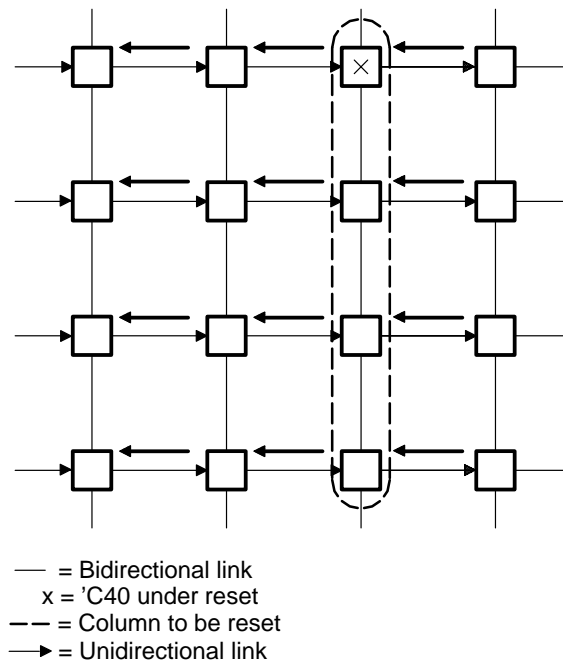 = Bidirectional link
x = 'C40 under reset
= Column to be reset
= Unidirectional link